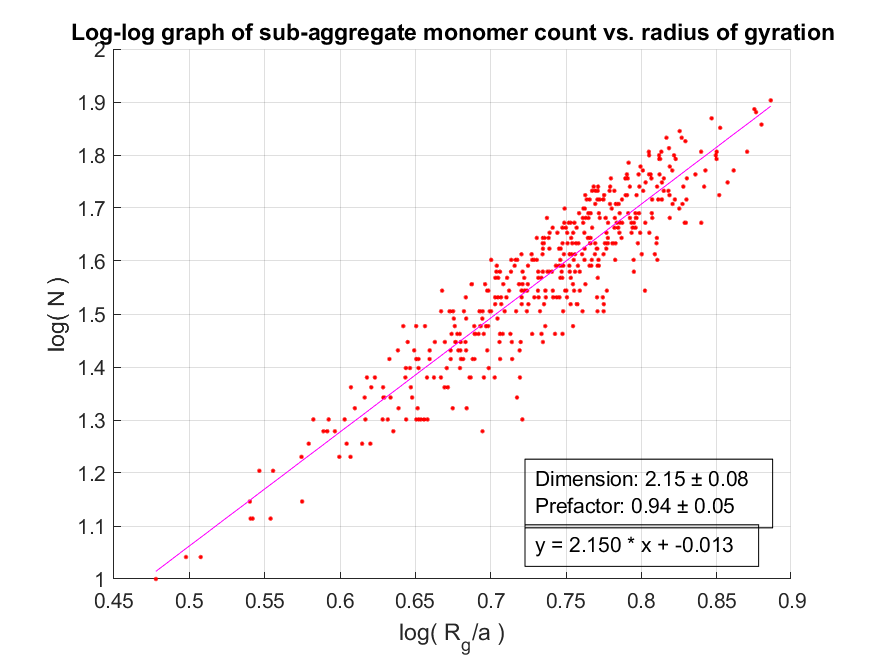 Log-log graph of sub-aggregate monomer count vs. radius of gyration
2
1.9
1.8
1.7
1.6
1.5
1.4
1.3
1.2
1.1
1
log( N )
Dimension: 2.15 ± 0.08
Prefactor: 0.94 ± 0.05
y = 2.150 * x + -0.013
0.45 0.5 0.55 0.6 0.65 0.7 0.75 0.8 0.85 0.9
log( R_g/a )